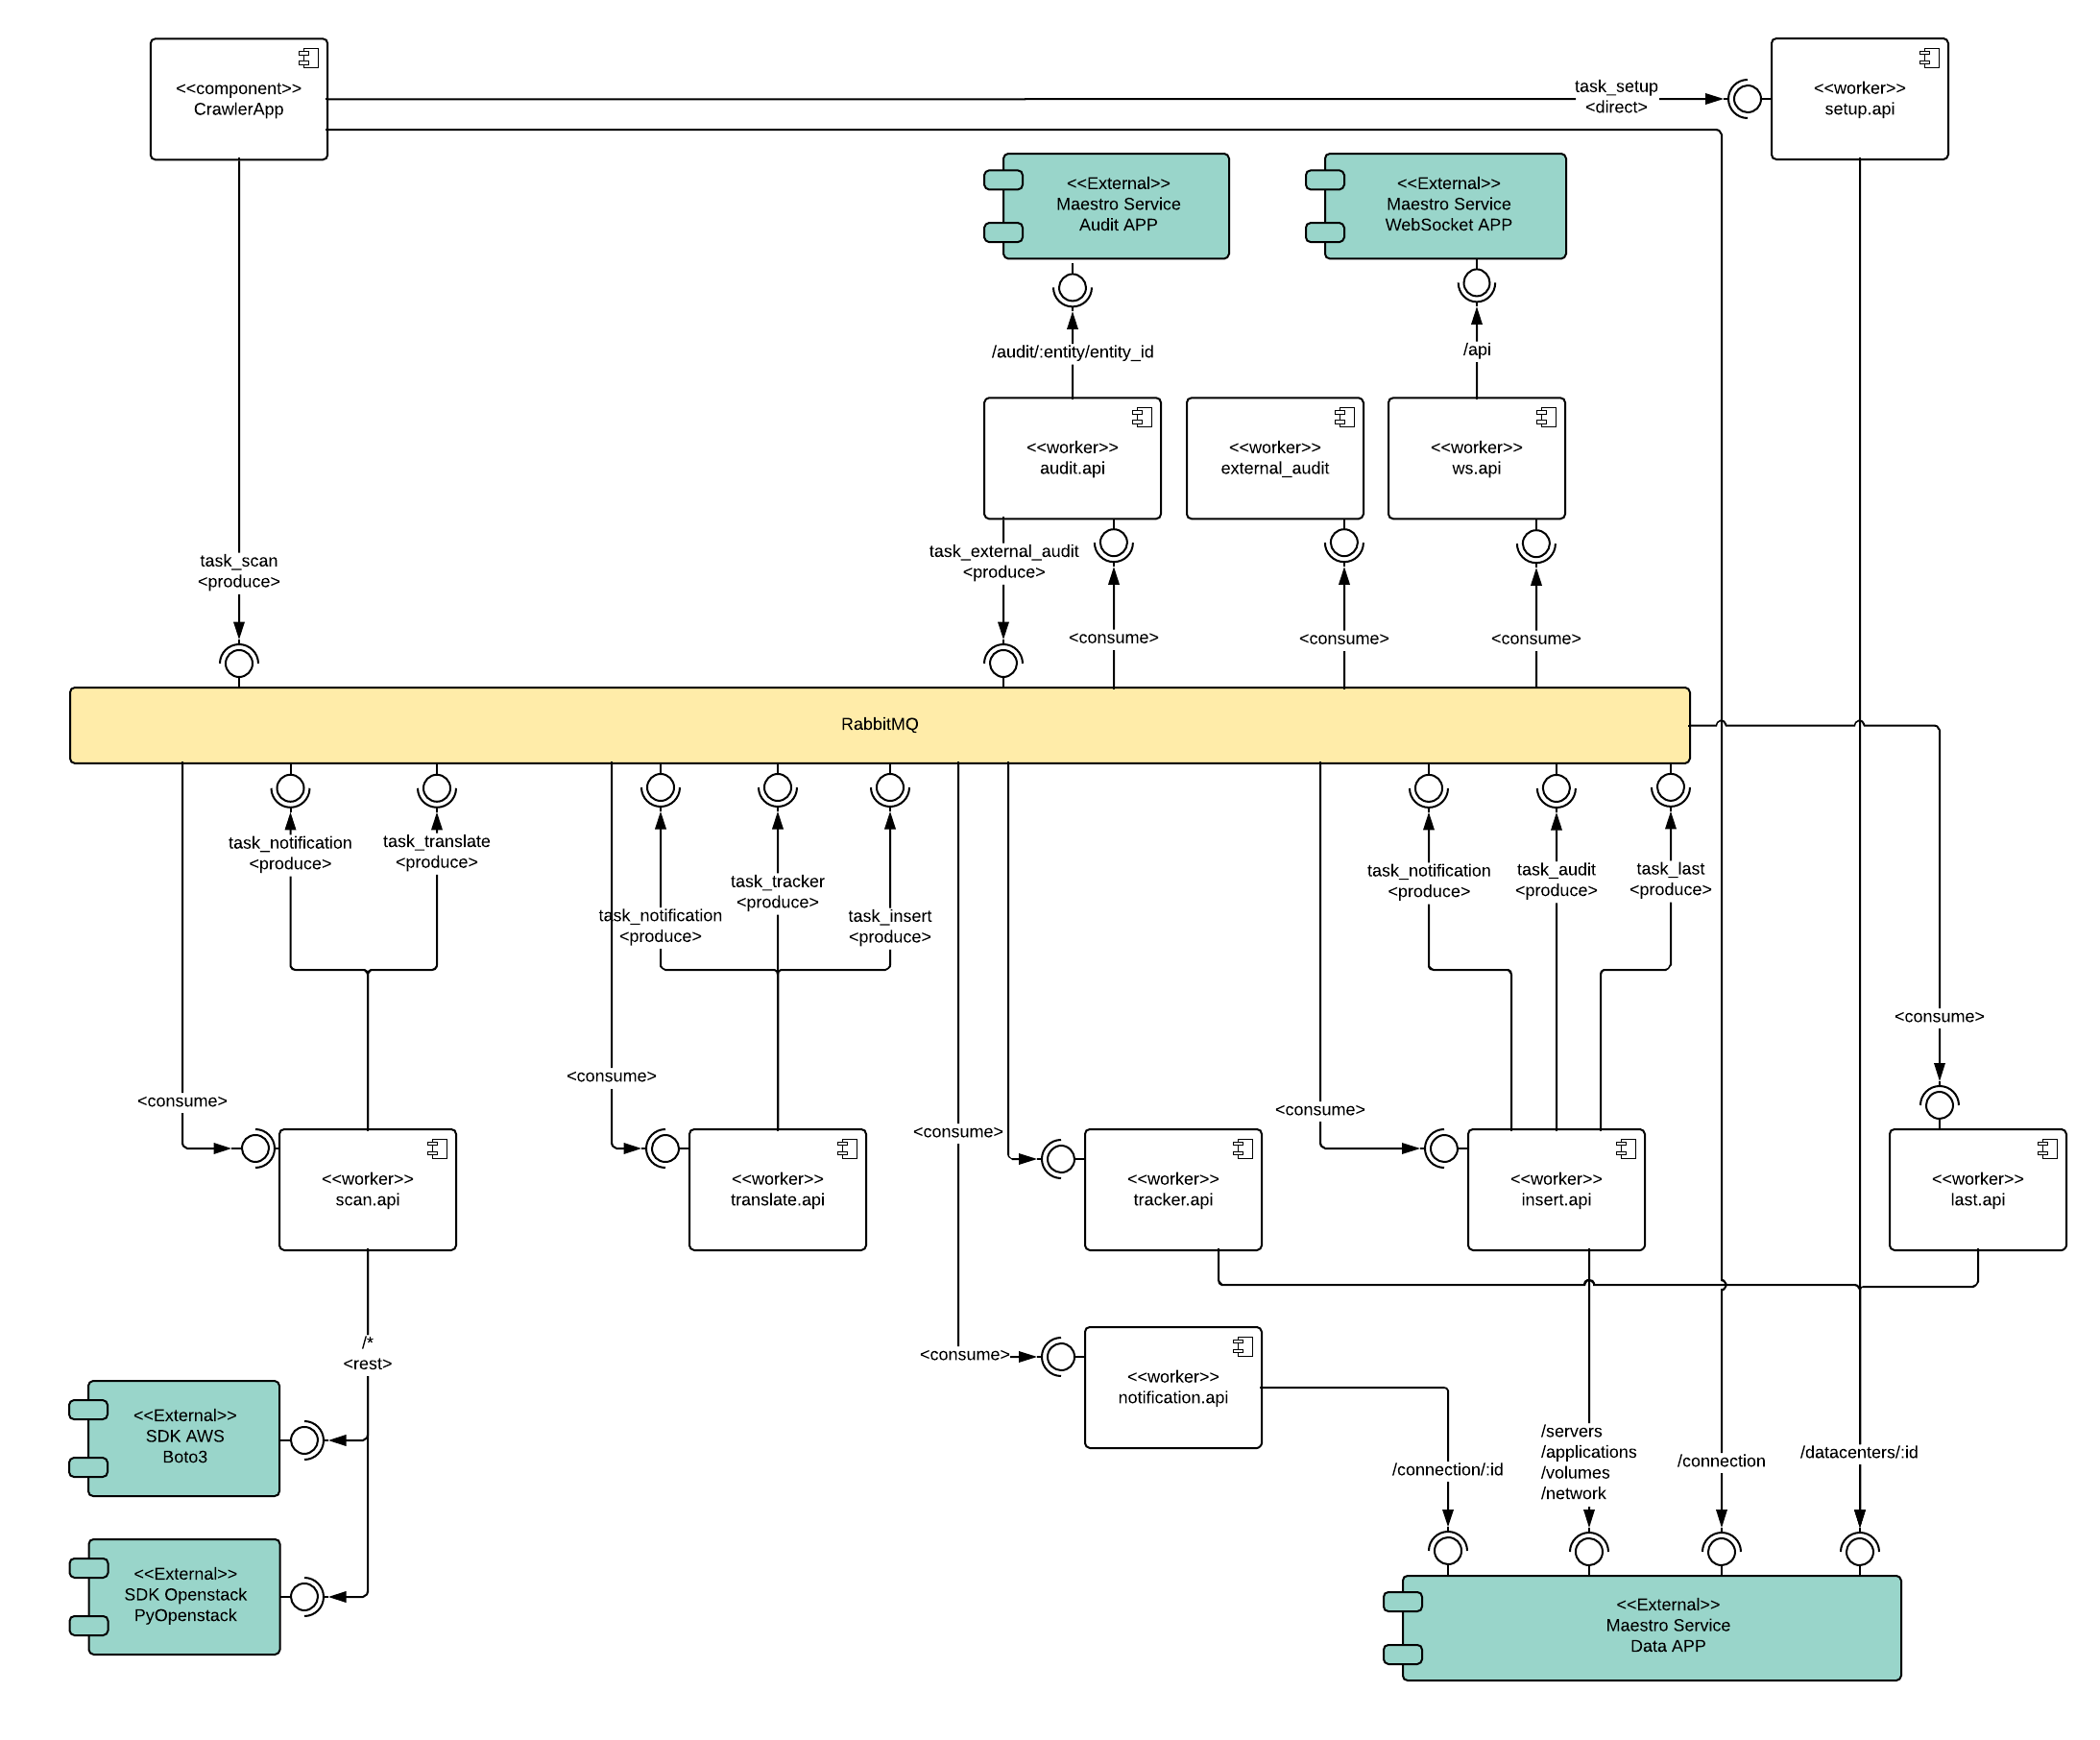 <<component>>
CrawlerApp
task_setup
<direct>
<<worker>>
setup.api
<<External>>
Maestro Service
Audit APP
<<External>>
Maestro Service
WebSocket APP
/audit/:entity/entity_id
/api
<<worker>>
audit.api
<<worker>>
external_audit
<<worker>>
ws.api
task_scan
<produce>
task_external_audit
<produce>
<consume>
<consume>
<consume>
RabbitMQ
task_notification
<produce>
task_translate
<produce>
task_notification
<produce>
task_tracker
<produce>
task_insert
<produce>
task_notification
<produce>
task_audit
<produce>
task_last
<produce>
<consume>
<consume>
<consume>
<consume>
<consume>
<<worker>>
scan.api
<<worker>>
translate.api
<<worker>>
tracker.api
<<worker>>
insert.api
<<worker>>
last.api
/*
<rest>
<consume>
<<worker>>
notification.api
<<External>>
SDK AWS
Boto3
/connection/:id
/servers
/applications
/volumes
/network
/connection
/datacenters/:id
<<External>>
SDK Openstack
PyOpenstack
<<External>>
Maestro Service
Data APP